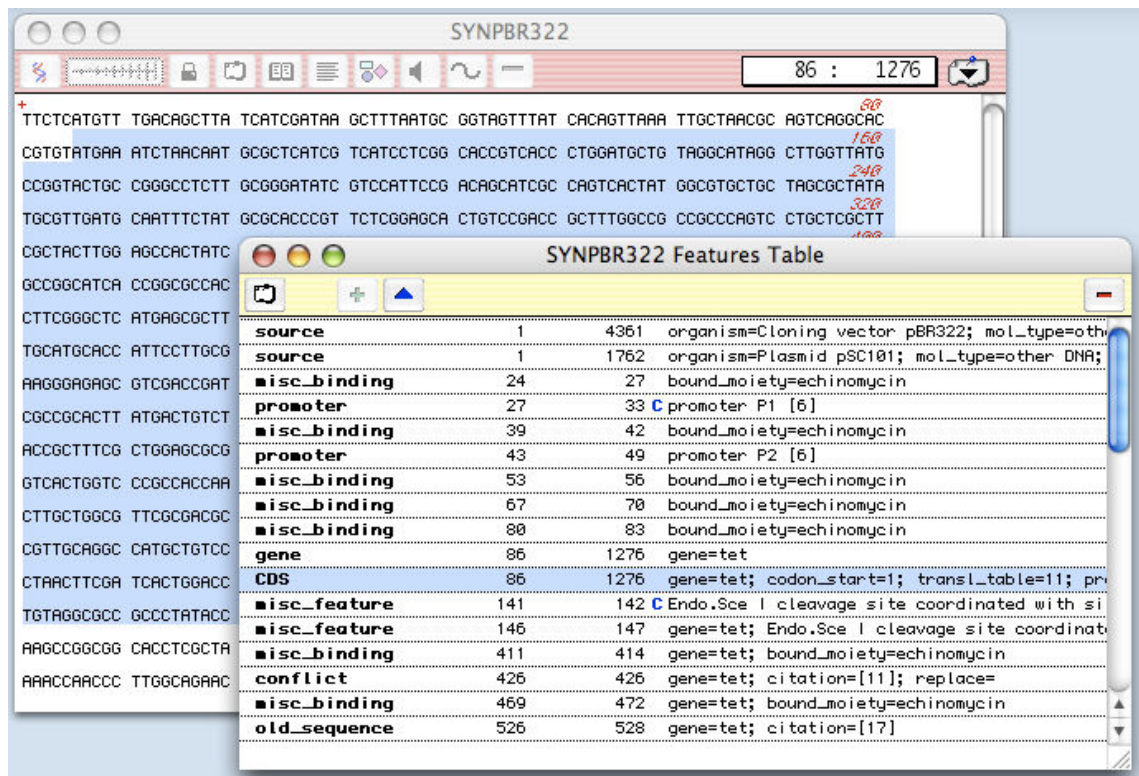 SYNPBR322
86 : 1276
+ 80
TTCTCATGTT TGACAGCTTA TCATCGATAA GCTTTAATGC GGTAGTTTAT CACAGTTAAA TTGCTAACGC AGTCAGGCAC
160
CGTGTATGAA ATCTAACAAT GCGCTCATCG TCATCCTCGG CACCGTCACC CTGGATGCTG TAGGCATAGG CTTGGTTATG
240
CCGGTACTGC CGGGCCTCTT GCGGGATATC GTCCATTCCG ACAGCATCGC CAGTCACTAT GGCGTGCTGC TAGCGCTATA
320
TGCGTTGATG CAATTTCTAT GCGCACCCGT TCTCGGAGCA CTGTCCGACC GCTTTGGCCG CCGCCCAGTC CTGCTCGCTT
CGCTACTTGG AGCCACTATC
GCCGGCATCA CCGGCGCCAC
CTTCGGGCTC ATGAGCGCTT
TGCATGCACC ATTCCTTGCG
AAGGGAGAGC GTCGACCGAT
CGCCGCACTT ATGACTGTCT
ACCGCTTTCG CTGGAGCGCG
GTCACTGGTC CCGCCACCAA
CTTGCTGGCG TTCGCGACGC
CGTTGCAGGC CATGCTGTCC
CTAACTTCGA TCACTGGACC
TGTAGGCGCC GCCCTATACC
AAGCCGGCGG CACCTCGCTA
AAACCAACCC TTGGCAGAAC
SYNPBR322 Features Table
source 1 4361 organism=Cloning vector pBR322; mol_type=othe
source 1 1762 organism=Plasmid pSC101; mol_type=other DNA;
misc_binding 24 27 bound_moiety=echinomycin
promoter 27 33 C promoter P1 [6]
misc_binding 39 42 bound_moiety=echinomycin
promoter 43 49 promoter P2 [6]
misc_binding 53 56 bound_moiety=echinomycin
misc_binding 67 70 bound_moiety=echinomycin
misc_binding 80 83 bound_moiety=echinomycin
gene 86 1276 gene=tet
CDS 86 1276 gene=tet; codon_start=1; transl_table=11; pr
misc_feature 141 142 C Endo.Sce I cleavage site coordinated with si
misc_feature 146 147 gene=tet; Endo.Sce I cleavage site coordinat
misc_binding 411 414 gene=tet; bound_moiety=echinomycin
conflict 426 426 gene=tet; citation=[11]; replace=
misc_binding 469 472 gene=tet; bound_moiety=echinomycin
old_sequence 526 528 gene=tet; citation=[17]